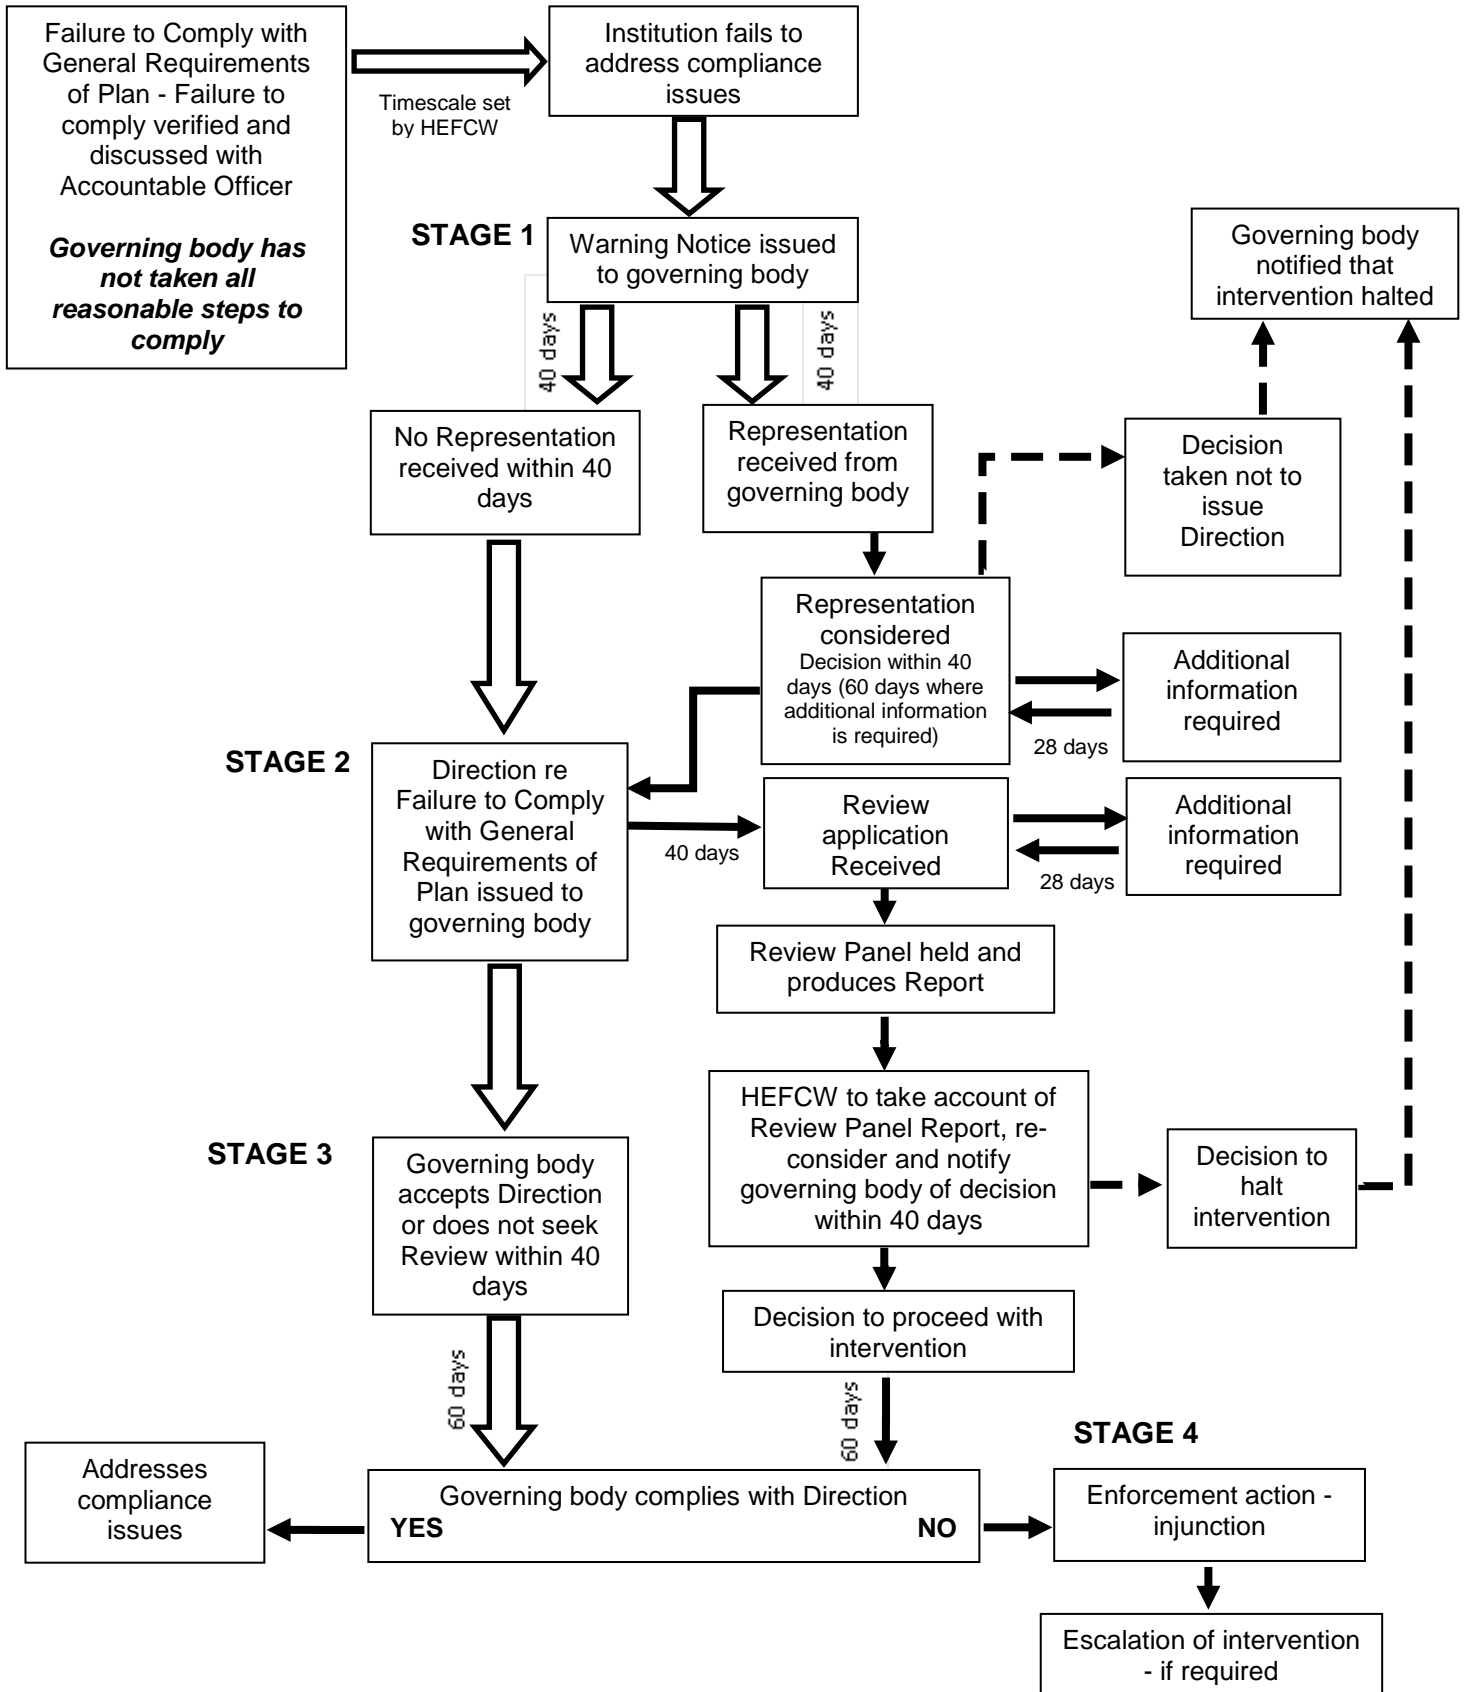 Failure to Comply with
General Requirements
of Plan - Failure to
comply verified and
discussed with
Accountable Officer
Governing body has
not taken all
reasonable steps to
comply
Timescale set
by HEFCW
Institution fails to
address compliance
issues
STAGE 1
Warning Notice issued
to governing body
40 days
40 days
Governing body
notified that
intervention halted
No Representation
received within 40
days
Representation
received from
governing body
Decision
taken not to
issue
Direction
Representation
considered
Decision within 40
days (60 days where
additional information
is required)
Additional
information
required
28 days
STAGE 2
Direction re
Failure to Comply
with General
Requirements of
Plan issued to
governing body
40 days
Review
application
Received
Additional
information
required
28 days
Review Panel held and
produces Report
STAGE 3
Governing body
accepts Direction
or does not seek
Review within 40
days
HEFCW to take account of
Review Panel Report, re-
consider and notify
governing body of decision
within 40 days
Decision to
halt
intervention
Decision to proceed with
intervention
60 days
60 days
STAGE 4
Addresses
compliance
issues
Governing body complies with Direction
YES NO
Enforcement action -
injunction
Escalation of intervention
- if required